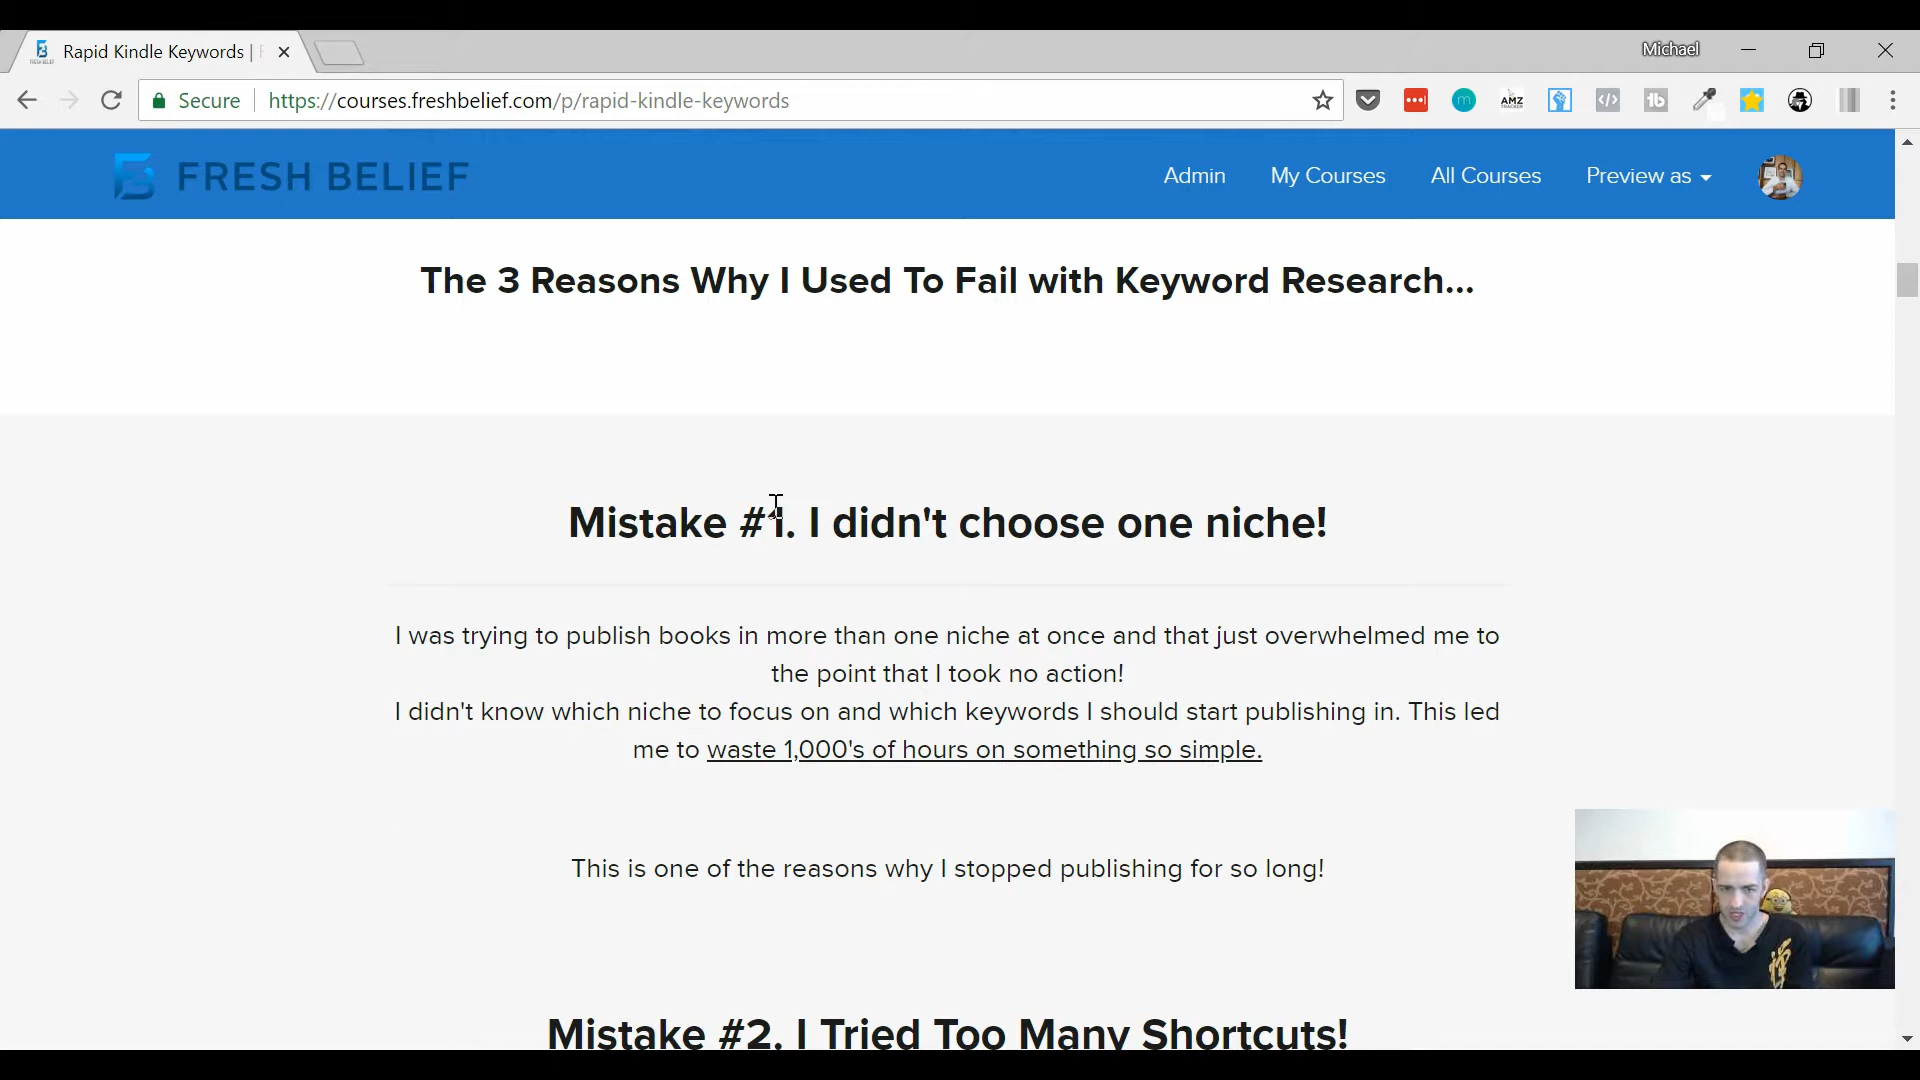 Rapid Kindle Keywords |
Michael
Secure
https://courses.freshbelief.com/p/rapid-kindle-keywords
AMZ
TRACKER
m
tb
FRESH BELIEF
Admin
My Courses
All Courses
Preview as
The 3 Reasons Why I Used To Fail with Keyword Research...
Mistake #1. I didn't choose one niche!
I was trying to publish books in more than one niche at once and that just overwhelmed me to
the point that I took no action!
I didn't know which niche to focus on and which keywords I should start publishing in. This led
me to waste 1,000's of hours on something so simple.
This is one of the reasons why I stopped publishing for so long!
Mistake #2. I Tried Too Many Shortcuts!